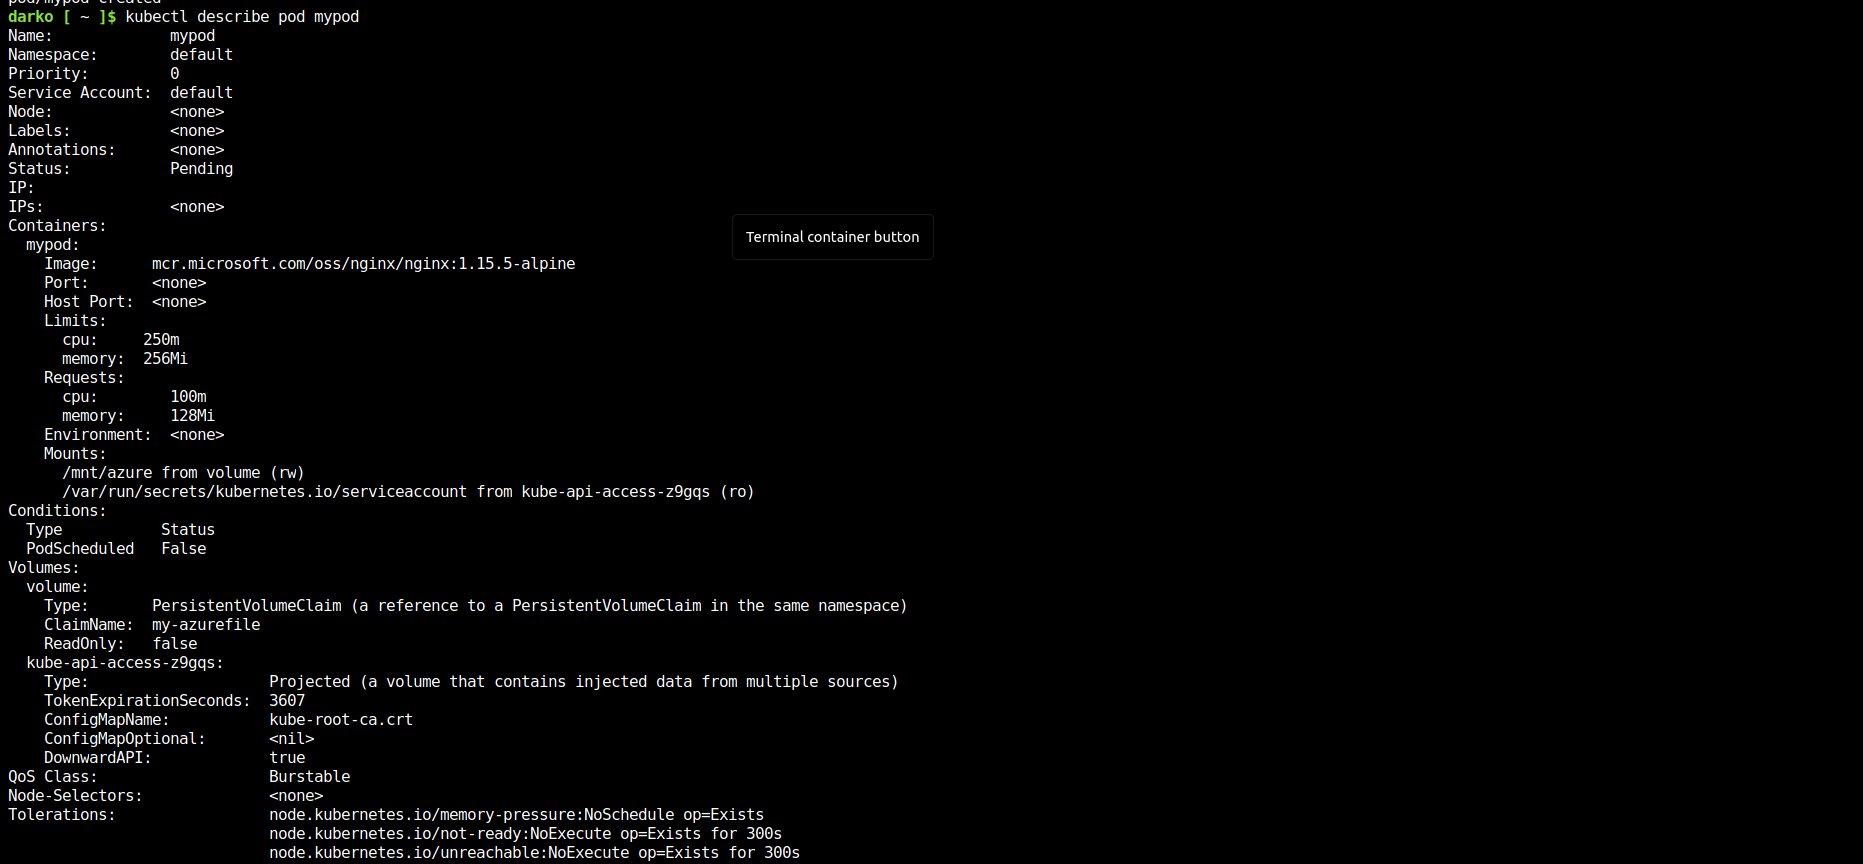 pod/mypod created
darko [ ~ ]$ kubectl describe pod mypod
Name:             mypod
Namespace:        default
Priority:         0
Service Account:  default
Node:             <none>
Labels:           <none>
Annotations:      <none>
Status:           Pending
IP:
IPs:              <none>
Containers:
  mypod:
    Image:      mcr.microsoft.com/oss/nginx/nginx:1.15.5-alpine
    Port:       <none>
    Host Port:  <none>
    Limits:
      cpu:     250m
      memory:  256Mi
    Requests:
      cpu:        100m
      memory:     128Mi
    Environment:  <none>
    Mounts:
      /mnt/azure from volume (rw)
      /var/run/secrets/kubernetes.io/serviceaccount from kube-api-access-z9gqs (ro)
Conditions:
  Type           Status
  PodScheduled   False
Volumes:
  volume:
    Type:       PersistentVolumeClaim (a reference to a PersistentVolumeClaim in the same namespace)
    ClaimName:  my-azurefile
    ReadOnly:   false
  kube-api-access-z9gqs:
    Type:                    Projected (a volume that contains injected data from multiple sources)
    TokenExpirationSeconds:  3607
    ConfigMapName:           kube-root-ca.crt
    ConfigMapOptional:       <nil>
    DownwardAPI:             true
QoS Class:                   Burstable
Node-Selectors:              <none>
Tolerations:                 node.kubernetes.io/memory-pressure:NoSchedule op=Exists
                             node.kubernetes.io/not-ready:NoExecute op=Exists for 300s
                             node.kubernetes.io/unreachable:NoExecute op=Exists for 300s
Terminal container button